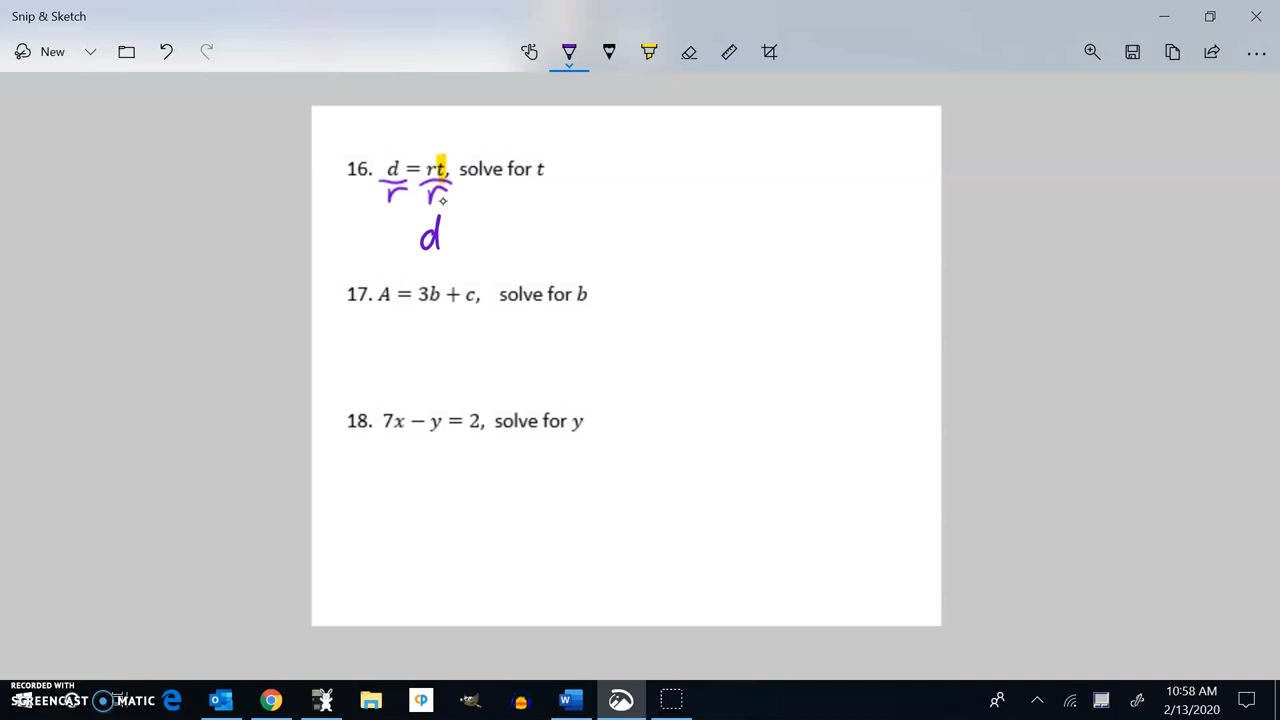 Snip & Sketch
New
16. d = rt, solve for t
r r
d
17. A = 3b + c, solve for b
18. 7x − y = 2, solve for y
RECORDED WITH
SCREENCAST MATIC
10:58 AM
2/13/2020